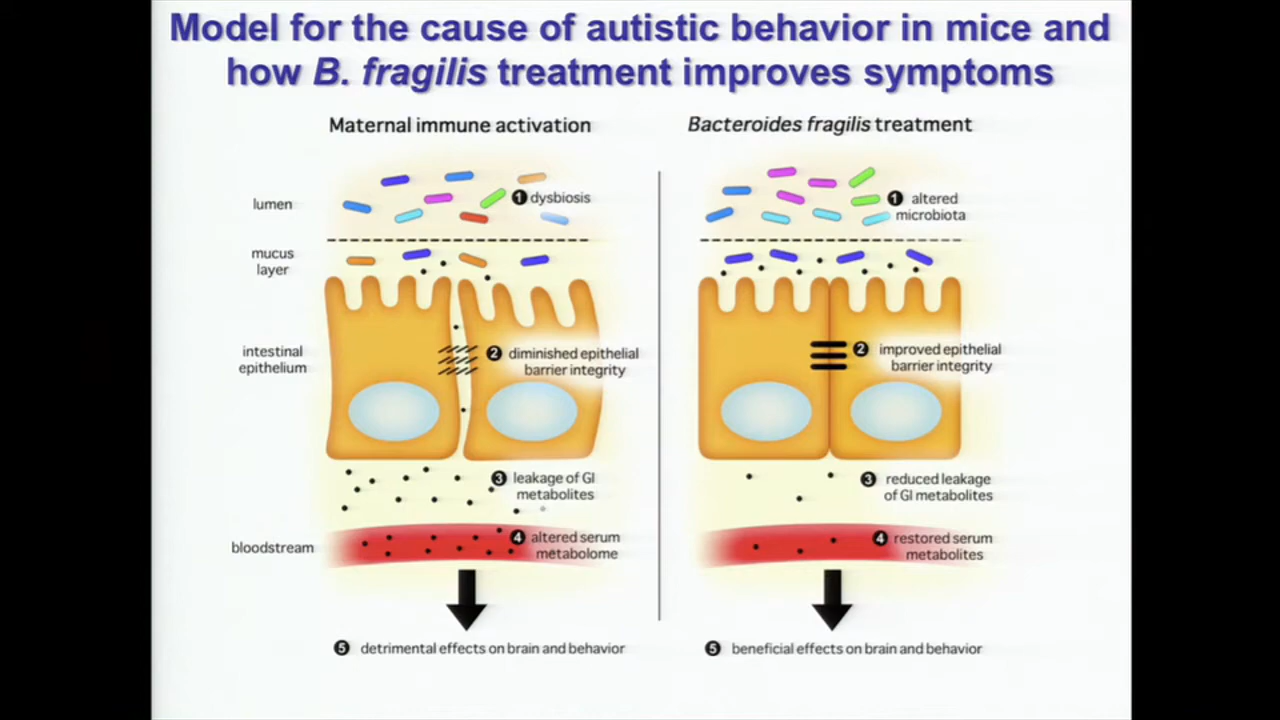 Model for the cause of autistic behavior in mice and
how B. fragilis treatment improves symptoms
Maternal immune activation
lumen
1 dysbiosis
mucus
layer
intestinal
epithelium
2 diminished epithelial
barrier integrity
3 leakage of GI
metabolites
bloodstream
4 altered serum
metabolome
5 detrimental effects on brain and behavior
Bacteroides fragilis treatment
1 altered
microbiota
2 improved epithelial
barrier integrity
3 reduced leakage
of GI metabolites
4 restored serum
metabolites
5 beneficial effects on brain and behavior